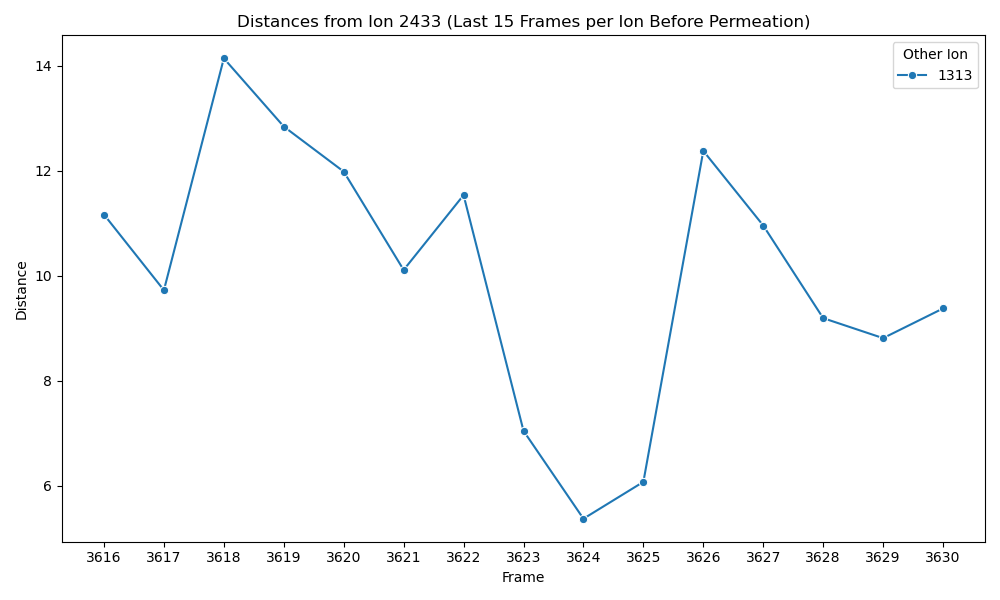 Distances from Ion 2433 (Last 15 Frames per Ion Before Permeation)
Other Ion
1313
Distance
14
12
10
8
6
3616 3617 3618 3619 3620 3621 3622 3623 3624 3625 3626 3627 3628 3629 3630
Frame